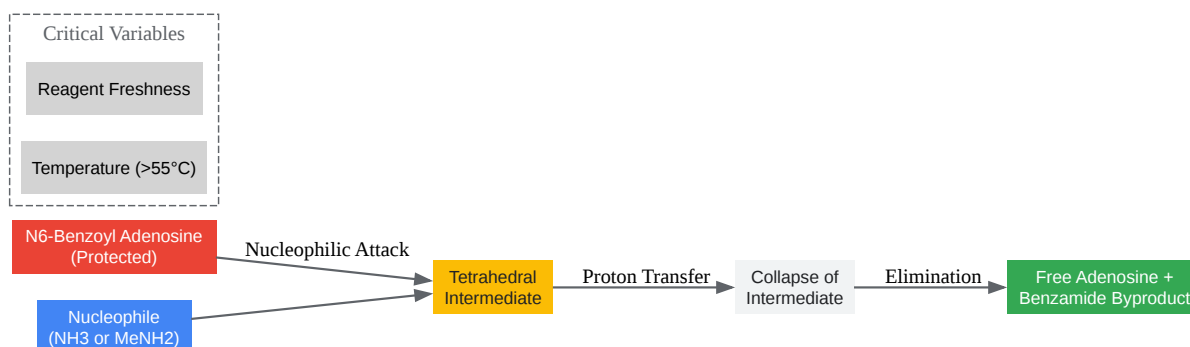 Critical Variables
Reagent Freshness
Temperature (>55°C)
N6-Benzoyl Adenosine
(Protected)
Nucleophilic Attack
Nucleophile
(NH3 or MeNH2)
Tetrahedral
Intermediate
Proton Transfer
Collapse of
Intermediate
Elimination
Free Adenosine +
Benzamide Byproduct